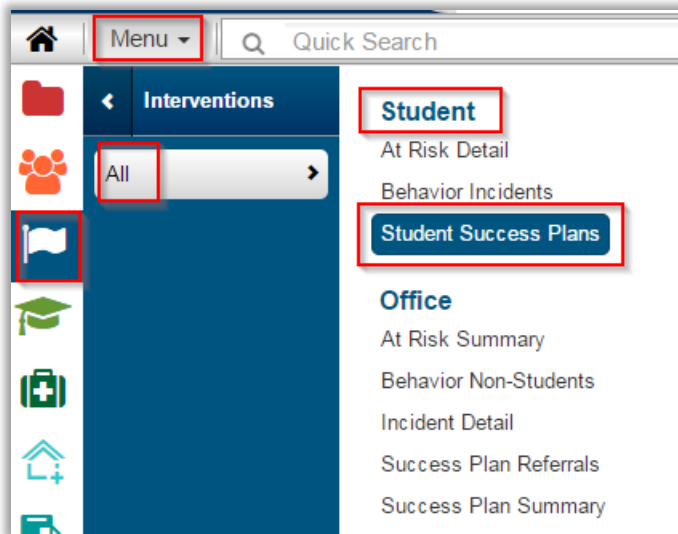 Menu
Quick Search
Interventions
All
Student
At Risk Detail
Behavior Incidents
Student Success Plans
Office
At Risk Summary
Behavior Non-Students
Incident Detail
Success Plan Referrals
Success Plan Summary